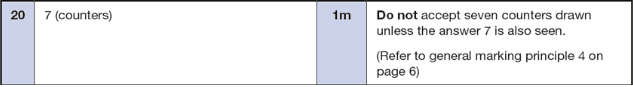 20 7 (counters) 1m Do not accept seven counters drawn
unless the answer 7 is also seen.
(Refer to general marking principle 4 on
page 6)